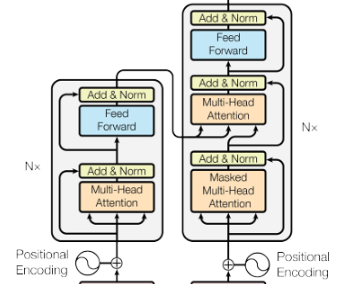 Add & Norm
Feed
Forward
Add & Norm
Multi-Head
Attention
Add & Norm
Masked
Multi-Head
Attention
N×
Add & Norm
Feed
Forward
Add & Norm
Multi-Head
Attention
N×
Positional
Encoding
Positional
Encoding